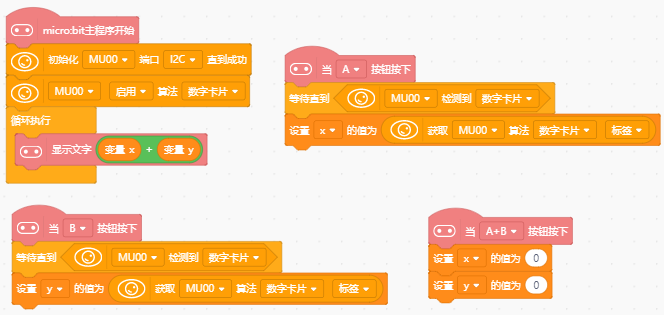 micro:bit主程序开始
初始化 MU00 端口 I2C 直到成功
MU00 启用 算法 数字卡片
循环执行
显示文字 变量 x + 变量 y
当 A 按钮按下
等待直到 MU00 检测到 数字卡片
设置 x 的值为 获取 MU00 算法 数字卡片 标签
当 B 按钮按下
等待直到 MU00 检测到 数字卡片
设置 y 的值为 获取 MU00 算法 数字卡片 标签
当 A+B 按钮按下
设置 x 的值为 0
设置 y 的值为 0